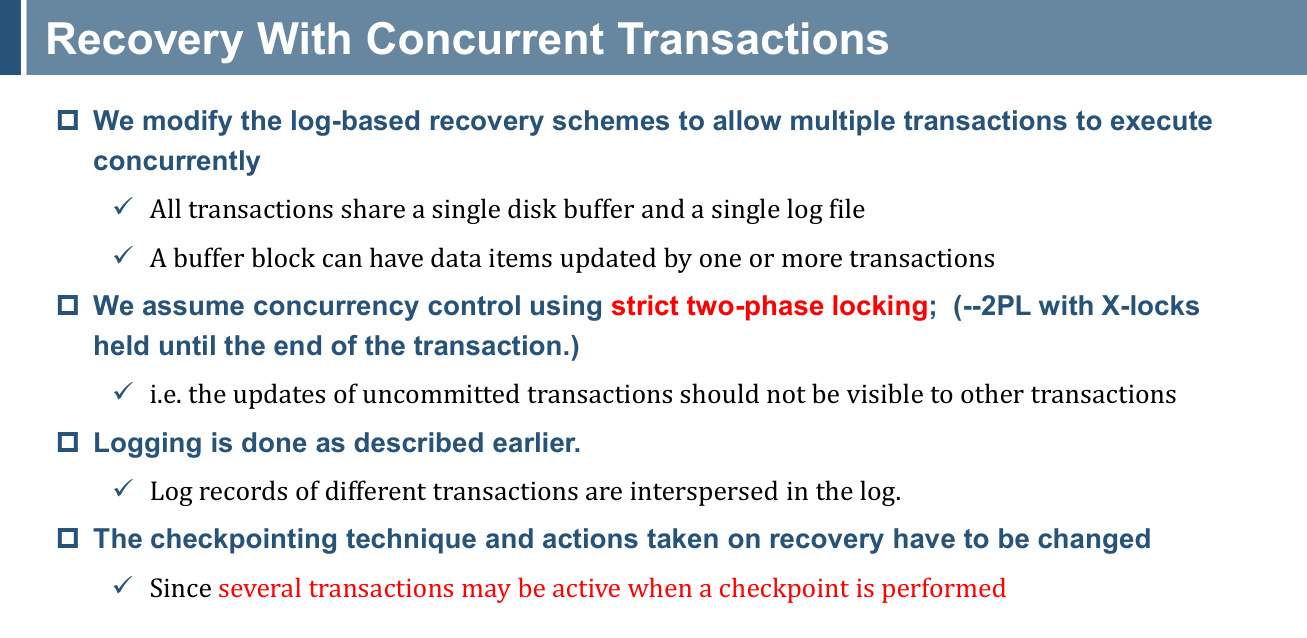 Recovery With Concurrent Transactions
We modify the log-based recovery schemes to allow multiple transactions to execute
concurrently
All transactions share a single disk buffer and a single log file
A buffer block can have data items updated by one or more transactions
We assume concurrency control using strict two-phase locking;  (--2PL with X-locks
held until the end of the transaction.)
i.e. the updates of uncommitted transactions should not be visible to other transactions
Logging is done as described earlier.
Log records of different transactions are interspersed in the log.
The checkpointing technique and actions taken on recovery have to be changed
Since several transactions may be active when a checkpoint is performed